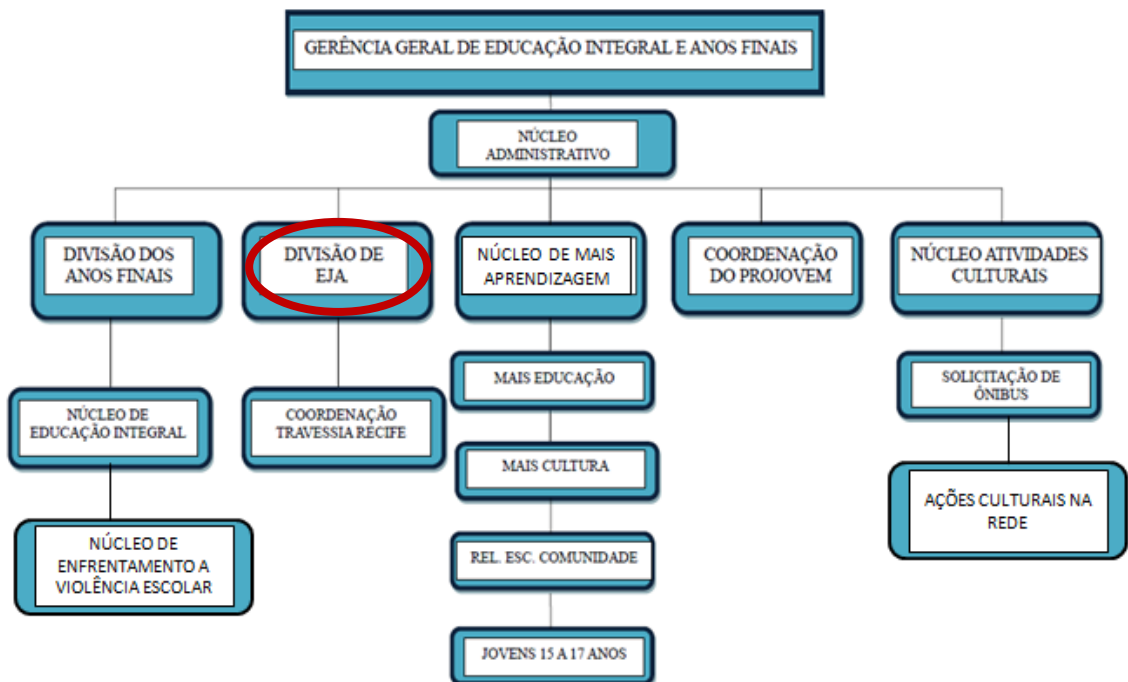 GERÊNCIA GERAL DE EDUCAÇÃO INTEGRAL E ANOS FINAIS
NÚCLEO
ADMINISTRATIVO
DIVISÃO DOS
ANOS FINAIS
DIVISÃO DE
EJA.
NÚCLEO DE MAIS
APRENDIZAGEM
COORDENAÇÃO
DO PROJOVEM
NÚCLEO ATIVIDADES
CULTURAIS
NÚCLEO DE
EDUCAÇÃO INTEGRAL
COORDENAÇÃO
TRAVESSIA RECIFE
MAIS EDUCAÇÃO
SOLICITAÇÃO DE
ÔNIBUS
NÚCLEO DE
ENFRENTAMENTO A
VIOLÊNCIA ESCOLAR
MAIS CULTURA
AÇÕES CULTURAIS NA
REDE
REL. ESC. COMUNIDADE
JOVENS 15 A 17 ANOS